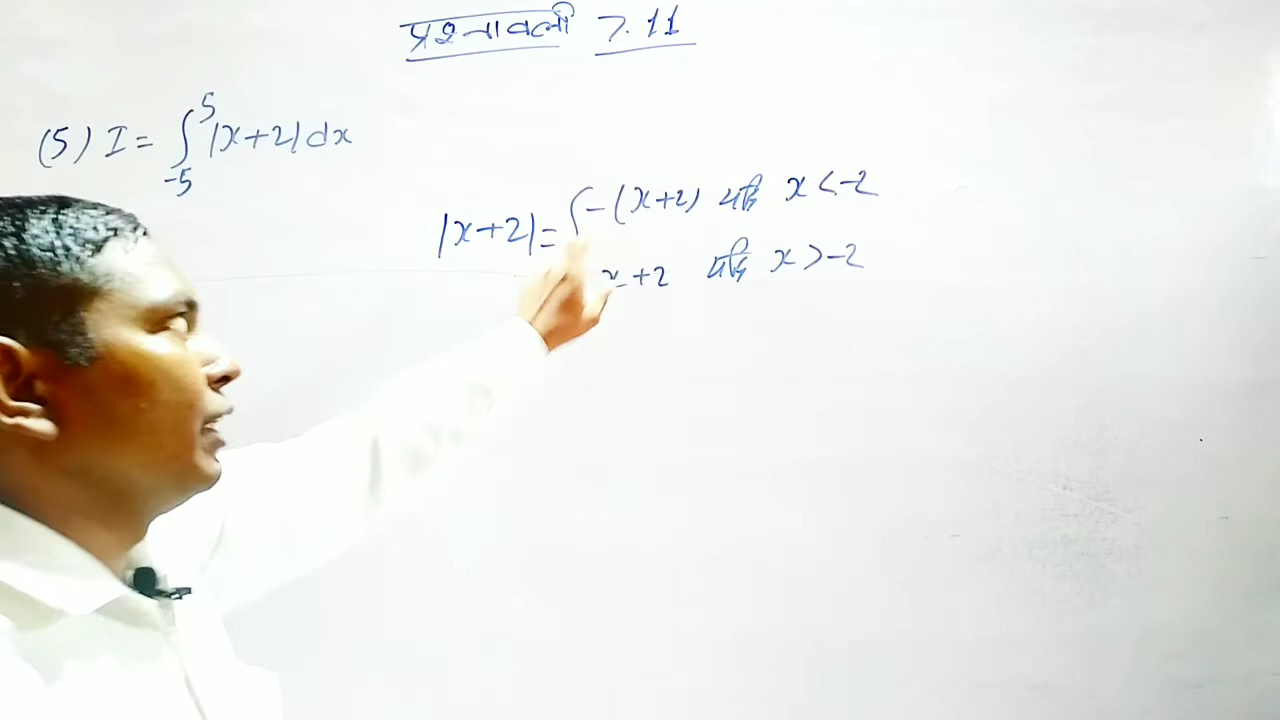 प्रश्नावली 7.11
(5) I = ∫₋₅⁵ |x+2| dx
|x+2| = { -(x+2) यदि x < -2
x+2 यदि x > -2